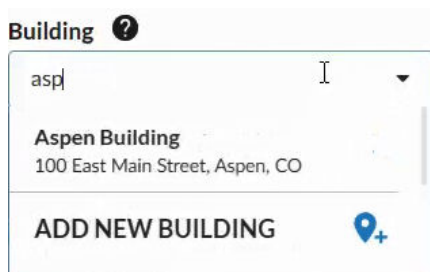 Building ?
asp
Aspen Building
100 East Main Street, Aspen, CO
ADD NEW BUILDING